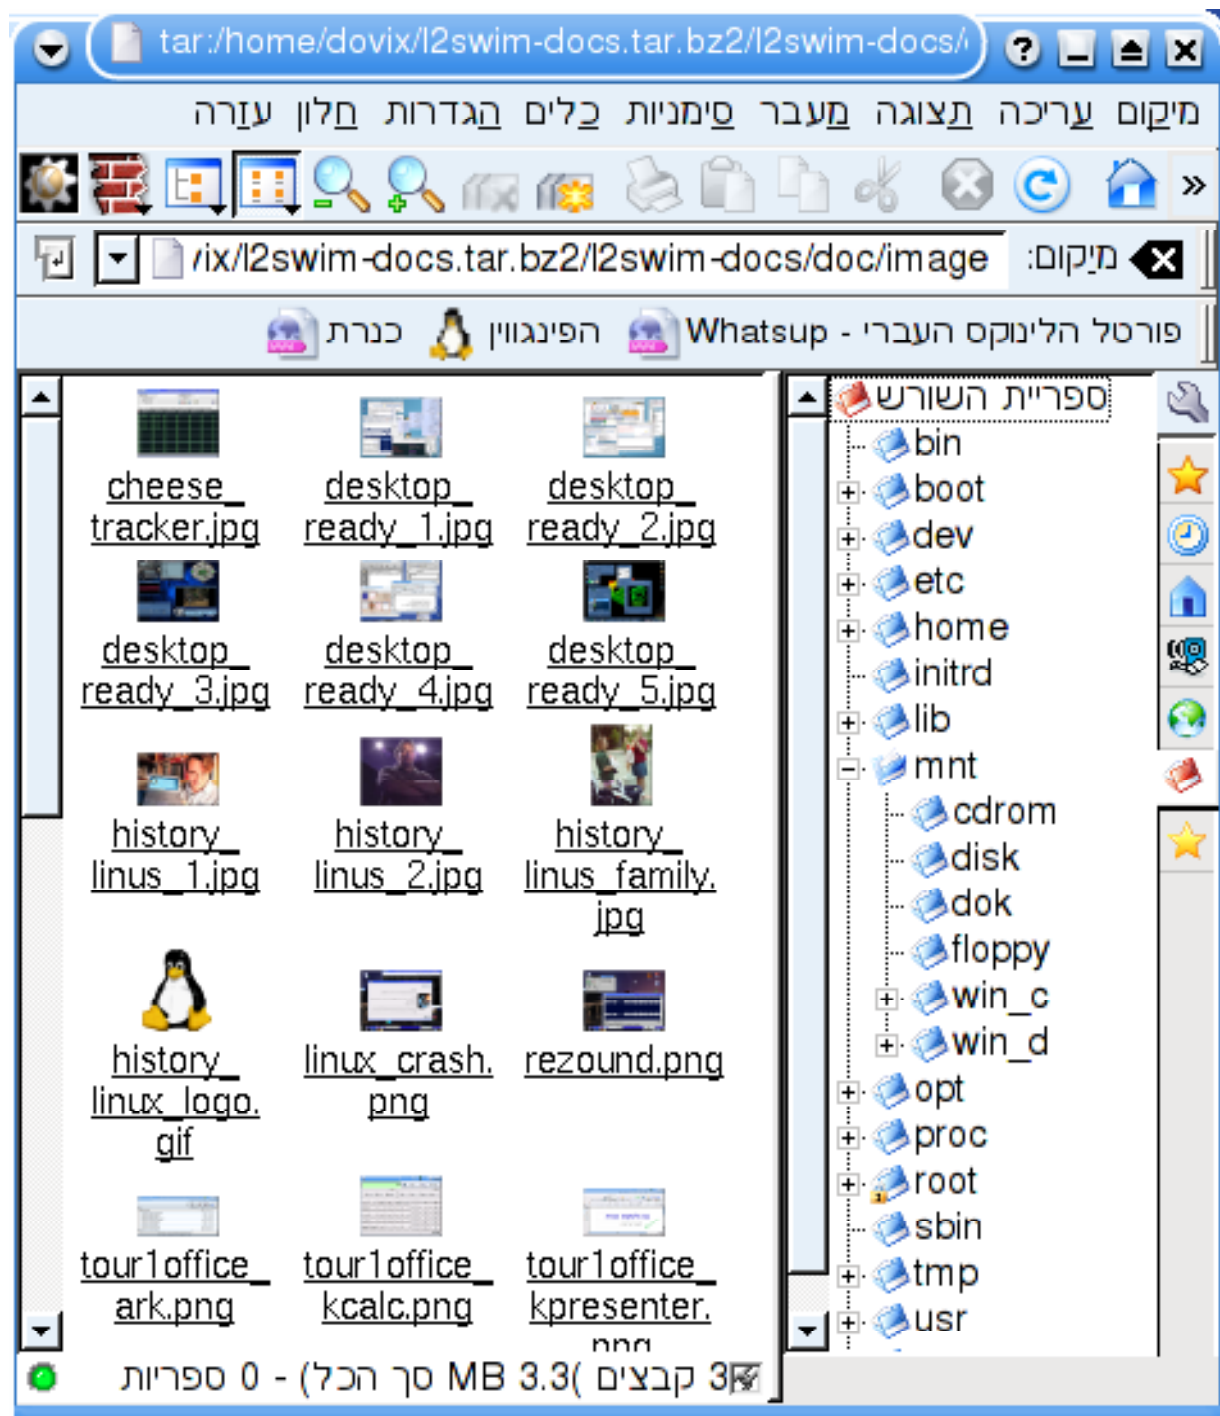 tar:/home/dovix/l2swim-docs.tar.bz2/l2swim-docs/
מיקום עריכה תצוגה מעבר סימניות כלים הגדרות חלון עזרה
מיקום: vix/l2swim-docs.tar.bz2/l2swim-docs/doc/image
פורטל הלינוקס העברי - Whatsup הפינגווין כנרת
ספריית השורש
bin
boot
dev
etc
home
initrd
lib
mnt
cdrom
disk
dok
floppy
win_c
win_d
opt
proc
root
sbin
tmp
usr
cheese_
tracker.jpg
desktop_
ready_1.jpg
desktop_
ready_2.jpg
desktop_
ready_3.jpg
desktop_
ready_4.jpg
desktop_
ready_5.jpg
history_
linus_1.jpg
history_
linus_2.jpg
history_
linus_family.
jpg
history_
linux_logo.
gif
linux_crash.
png
rezound.png
tour1office_
ark.png
tour1office_
kcalc.png
tour1office_
kpresenter.
png
3 קבצים (3.3 MB סך הכל) - 0 ספריות